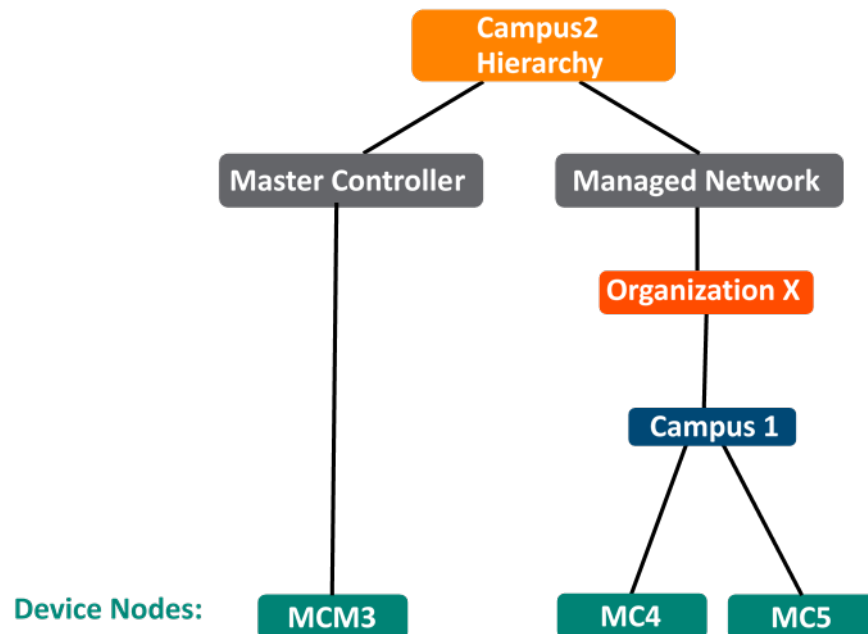 Campus2
Hierarchy
Master Controller
Managed Network
Organization X
Campus 1
Device Nodes:
MCM3
MC4
MC5